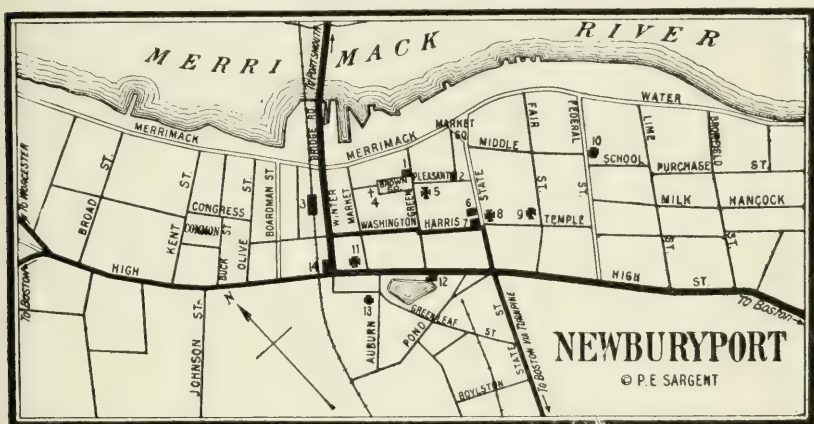 MERRIMACK RIVER
TO PORTSMOUTH
BRIDGE RD.
MERRIMACK
MERRIMACK
MARKET SQ.
WATER
MIDDLE
FAIR ST.
FEDERAL ST.
LIME ST.
BROMFIELD ST.
10
SCHOOL
PURCHASE ST.
MILK
HANCOCK
TO WORCESTER
BROAD ST.
KENT ST.
CONGRESS
COMMON
BUCK ST
OLIVE
BOARDMAN ST
3
WINTER
MARKET
1
BROWN SQ.
4
GREEN
PLEASANT
2
5
STATE
WASHINGTON
HARRIS
6
7
8
9
TEMPLE
11
14
HIGH
HIGH ST.
TO BOSTON
TO BOSTON
12
13
N
JOHNSON ST.
AUBURN
POND
GREENLEAF ST
BOYLSTON
STATE ST
TO BOSTON VIA TURNPIKE
NEWBURYPORT
© P.E SARGENT